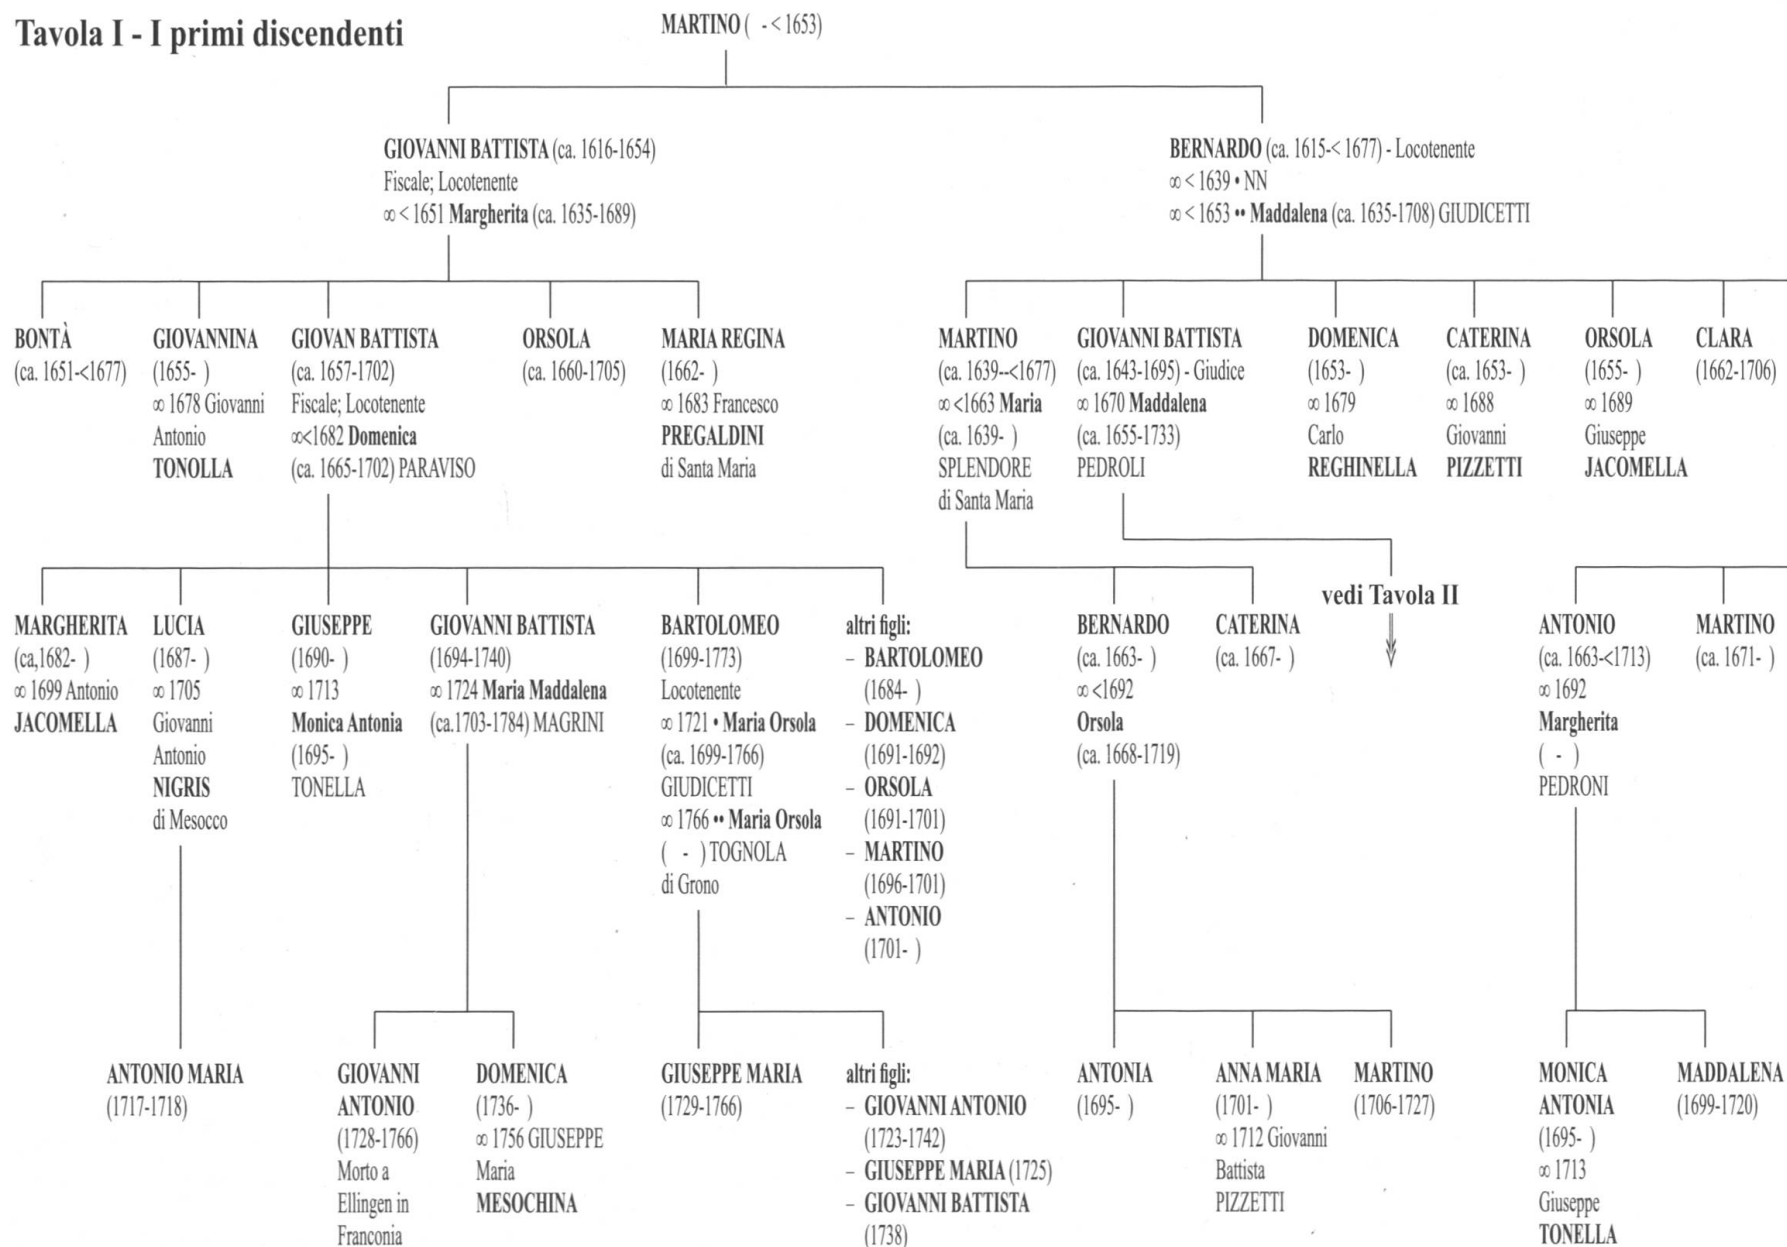 Tavola I - I primi discendenti
MARTINO ( - < 1653)
GIOVANNI BATTISTA (ca. 1616-1654)
Fiscale; Locotenente
∞ < 1651 Margherita (ca. 1635-1689)
BERNARDO (ca. 1615-< 1677) - Locotenente
∞ < 1639 • NN
∞ < 1653 •• Maddalena (ca. 1635-1708) GIUDICETTI
BONTÀ
(ca. 1651-<1677)
GIOVANNINA
(1655- )
∞ 1678 Giovanni
Antonio
TONOLLA
GIOVAN BATTISTA
(ca. 1657-1702)
Fiscale; Locotenente
∞<1682 Domenica
(ca. 1665-1702) PARAVISO
ORSOLA
(ca. 1660-1705)
MARIA REGINA
(1662- )
∞ 1683 Francesco
PREGALDINI
di Santa Maria
MARTINO
(ca. 1639--<1677)
∞ <1663 Maria
(ca. 1639- )
SPLENDORE
di Santa Maria
GIOVANNI BATTISTA
(ca. 1643-1695) - Giudice
∞ 1670 Maddalena
(ca. 1655-1733)
PEDROLI
DOMENICA
(1653- )
∞ 1679
Carlo
REGHINELLA
CATERINA
(ca. 1653- )
∞ 1688
Giovanni
PIZZETTI
ORSOLA
(1655- )
∞ 1689
Giuseppe
JACOMELLA
CLARA
(1662-1706)
vedi Tavola II
MARGHERITA
(ca,1682- )
∞ 1699 Antonio
JACOMELLA
LUCIA
(1687- )
∞ 1705
Giovanni
Antonio
NIGRIS
di Mesocco
GIUSEPPE
(1690- )
∞ 1713
Monica Antonia
(1695- )
TONELLA
GIOVANNI BATTISTA
(1694-1740)
∞ 1724 Maria Maddalena
(ca.1703-1784) MAGRINI
BARTOLOMEO
(1699-1773)
Locotenente
∞ 1721 • Maria Orsola
(ca. 1699-1766)
GIUDICETTI
∞ 1766 •• Maria Orsola
( - ) TOGNOLA
di Grono
altri figli:
– BARTOLOMEO
(1684- )
– DOMENICA
(1691-1692)
– ORSOLA
(1691-1701)
– MARTINO
(1696-1701)
– ANTONIO
(1701- )
BERNARDO
(ca. 1663- )
∞ <1692
Orsola
(ca. 1668-1719)
CATERINA
(ca. 1667- )
ANTONIO
(ca. 1663-<1713)
∞ 1692
Margherita
( - )
PEDRONI
MARTINO
(ca. 1671- )
ANTONIO MARIA
(1717-1718)
GIOVANNI
ANTONIO
(1728-1766)
Morto a
Ellingen in
Franconia
DOMENICA
(1736- )
∞ 1756 GIUSEPPE
Maria
MESOCHINA
GIUSEPPE MARIA
(1729-1766)
altri figli:
– GIOVANNI ANTONIO
(1723-1742)
– GIUSEPPE MARIA (1725)
– GIOVANNI BATTISTA
(1738)
ANTONIA
(1695- )
ANNA MARIA
(1701- )
∞ 1712 Giovanni
Battista
PIZZETTI
MARTINO
(1706-1727)
MONICA
ANTONIA
(1695- )
∞ 1713
Giuseppe
TONELLA
MADDALENA
(1699-1720)